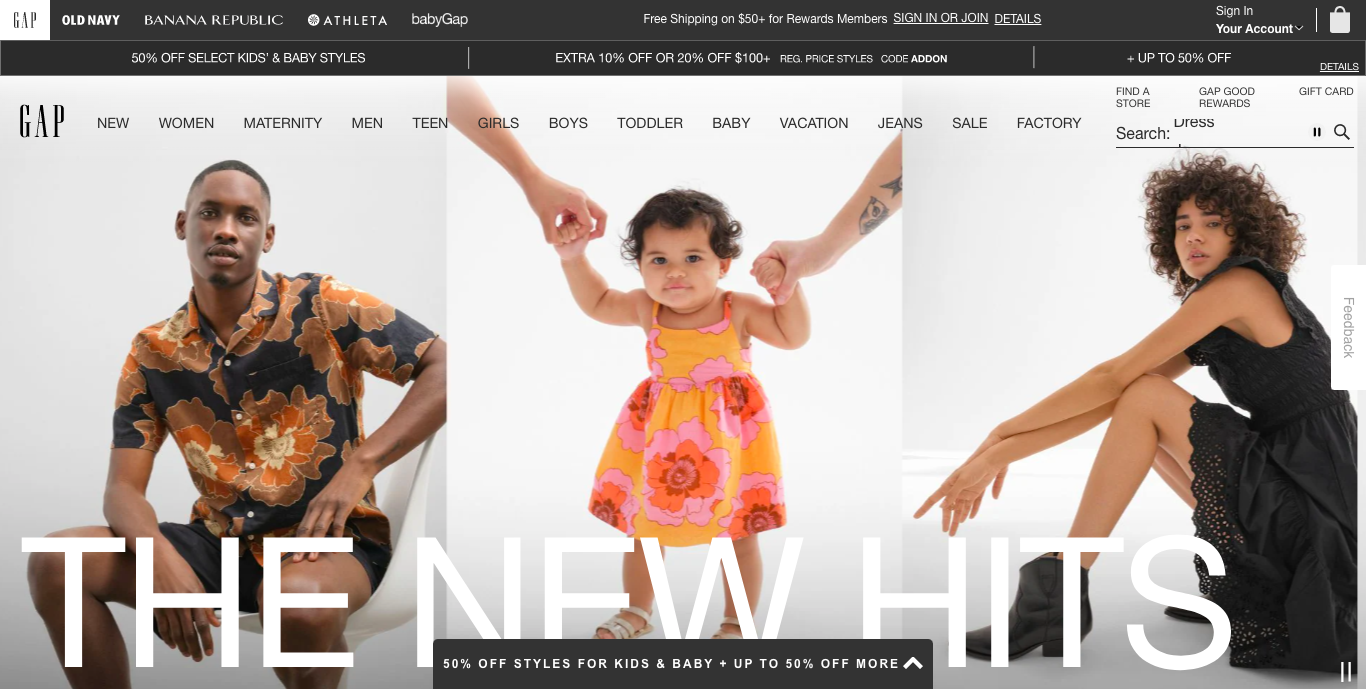 GAP
OLD NAVY
BANANA REPUBLIC
ATHLETA
babyGap
Free Shipping on $50+ for Rewards Members SIGN IN OR JOIN DETAILS
Sign In
Your Account
50% OFF SELECT KIDS' & BABY STYLES
EXTRA 10% OFF OR 20% OFF $100+ REG. PRICE STYLES CODE ADDON
+ UP TO 50% OFF
DETAILS
FIND A STORE
GAP GOOD REWARDS
GIFT CARD
GAP
NEW
WOMEN
MATERNITY
MEN
TEEN
GIRLS
BOYS
TODDLER
BABY
VACATION
JEANS
SALE
FACTORY
Search: Dress
Feedback
THE NEW HITS
50% OFF STYLES FOR KIDS & BABY + UP TO 50% OFF MORE